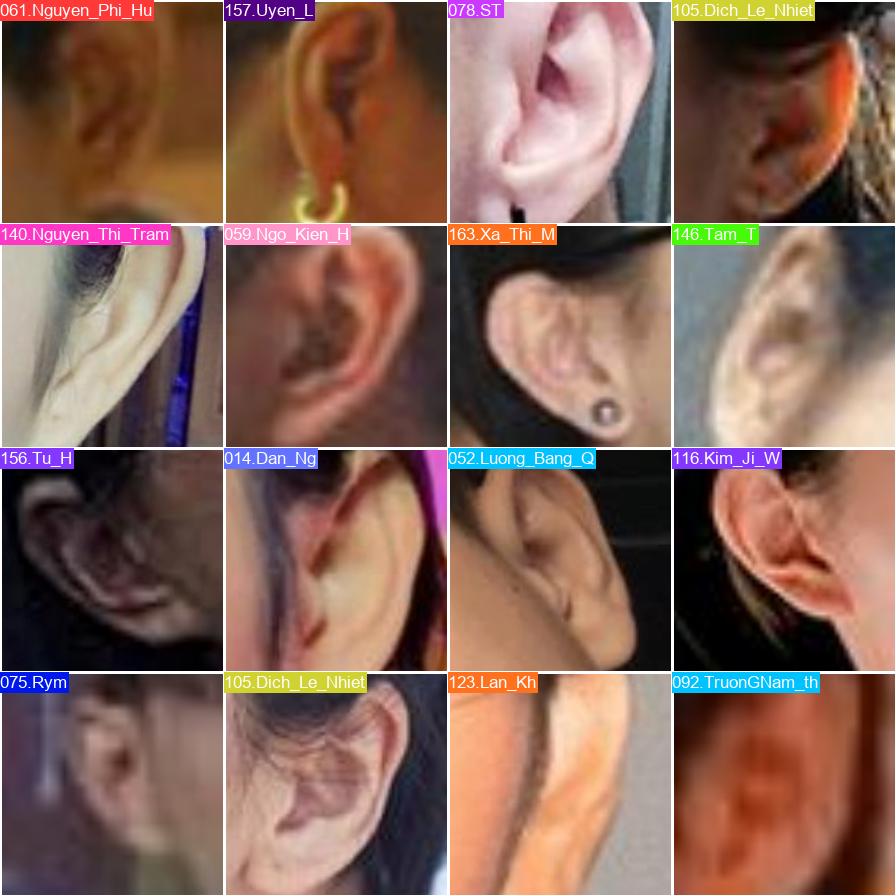 061.Nguyen_Phi_Hu
157.Uyen_L
078.ST
105.Dich_Le_Nhiet
140.Nguyen_Thi_Tram
059.Ngo_Kien_H
163.Xa_Thi_M
146.Tam_T
156.Tu_H
014.Dan_Ng
052.Luong_Bang_Q
116.Kim_Ji_W
075.Rym
105.Dich_Le_Nhiet
123.Lan_Kh
092.TruonGNam_th